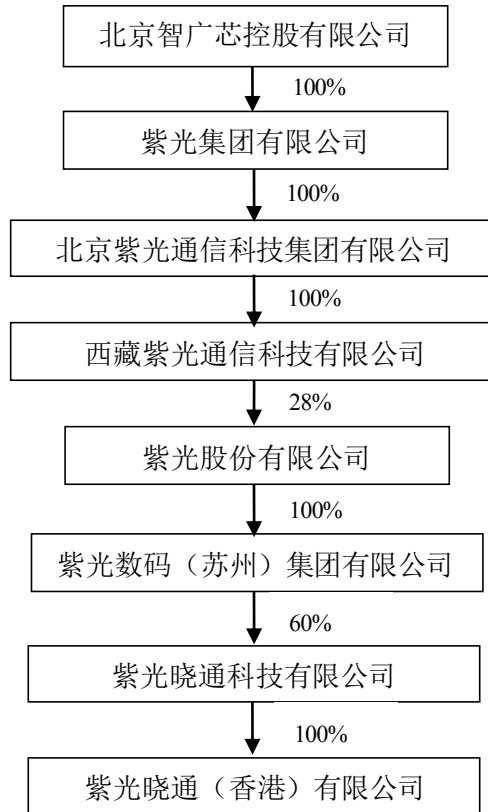 北京智广芯控股有限公司
100%
紫光集团有限公司
100%
北京紫光通信科技集团有限公司
100%
西藏紫光通信科技有限公司
28%
紫光股份有限公司
100%
紫光数码（苏州）集团有限公司
60%
紫光晓通科技有限公司
100%
紫光晓通（香港）有限公司